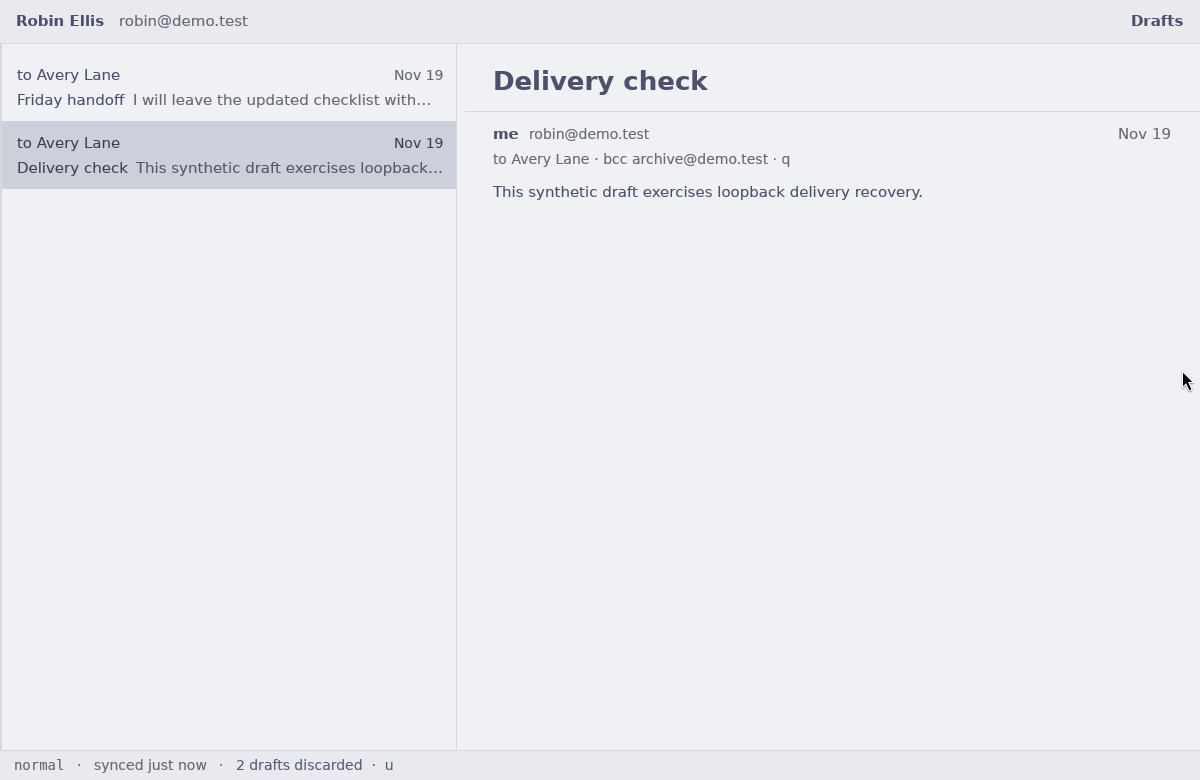 Robin Ellis robin@demo.test Drafts
to Avery Lane Nov 19
Friday handoff I will leave the updated checklist with…
to Avery Lane Nov 19
Delivery check This synthetic draft exercises loopback…
Delivery check
me robin@demo.test Nov 19
to Avery Lane · bcc archive@demo.test · q
This synthetic draft exercises loopback delivery recovery.
normal · synced just now · 2 drafts discarded · u